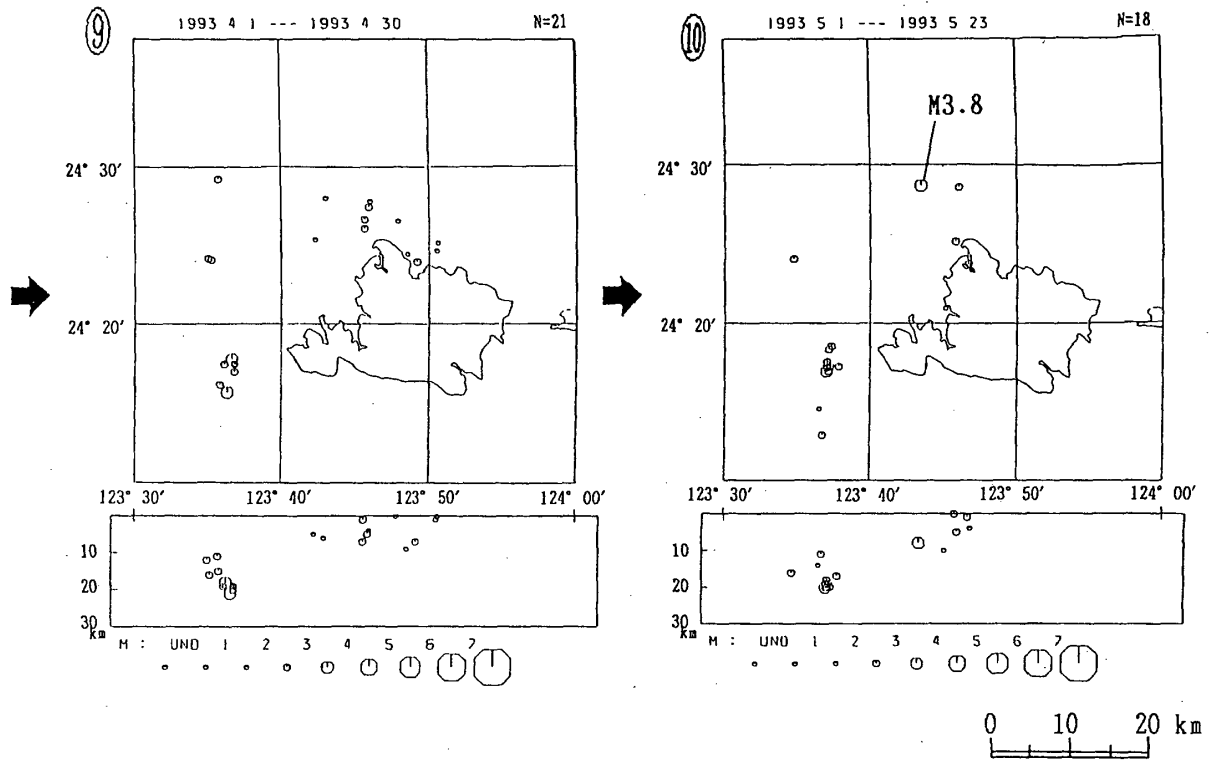 ⑨ 1993 4 1 --- 1993 4 30 N=21
24° 30′
24° 20′
123° 30′ 123° 40′ 123° 50′ 124° 00′
10
20
30
km
M : UND 1 2 3 4 5 6 7
⑩ 1993 5 1 --- 1993 5 23 N=18
M3.8
24° 30′
24° 20′
123° 30′ 123° 40′ 123° 50′ 124° 00′
10
20
30
km
M : UND 1 2 3 4 5 6 7
0 10 20 km